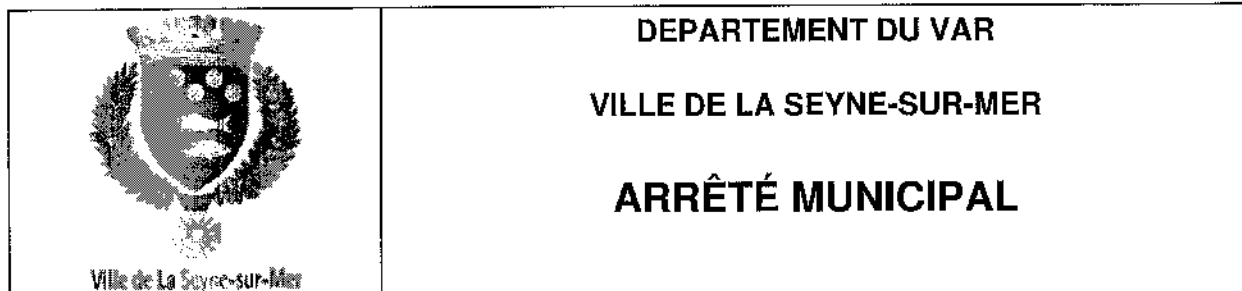 DEPARTEMENT DU VAR
VILLE DE LA SEYNE-SUR-MER
ARRÊTÉ MUNICIPAL
Ville de La Seyne-sur-Mer